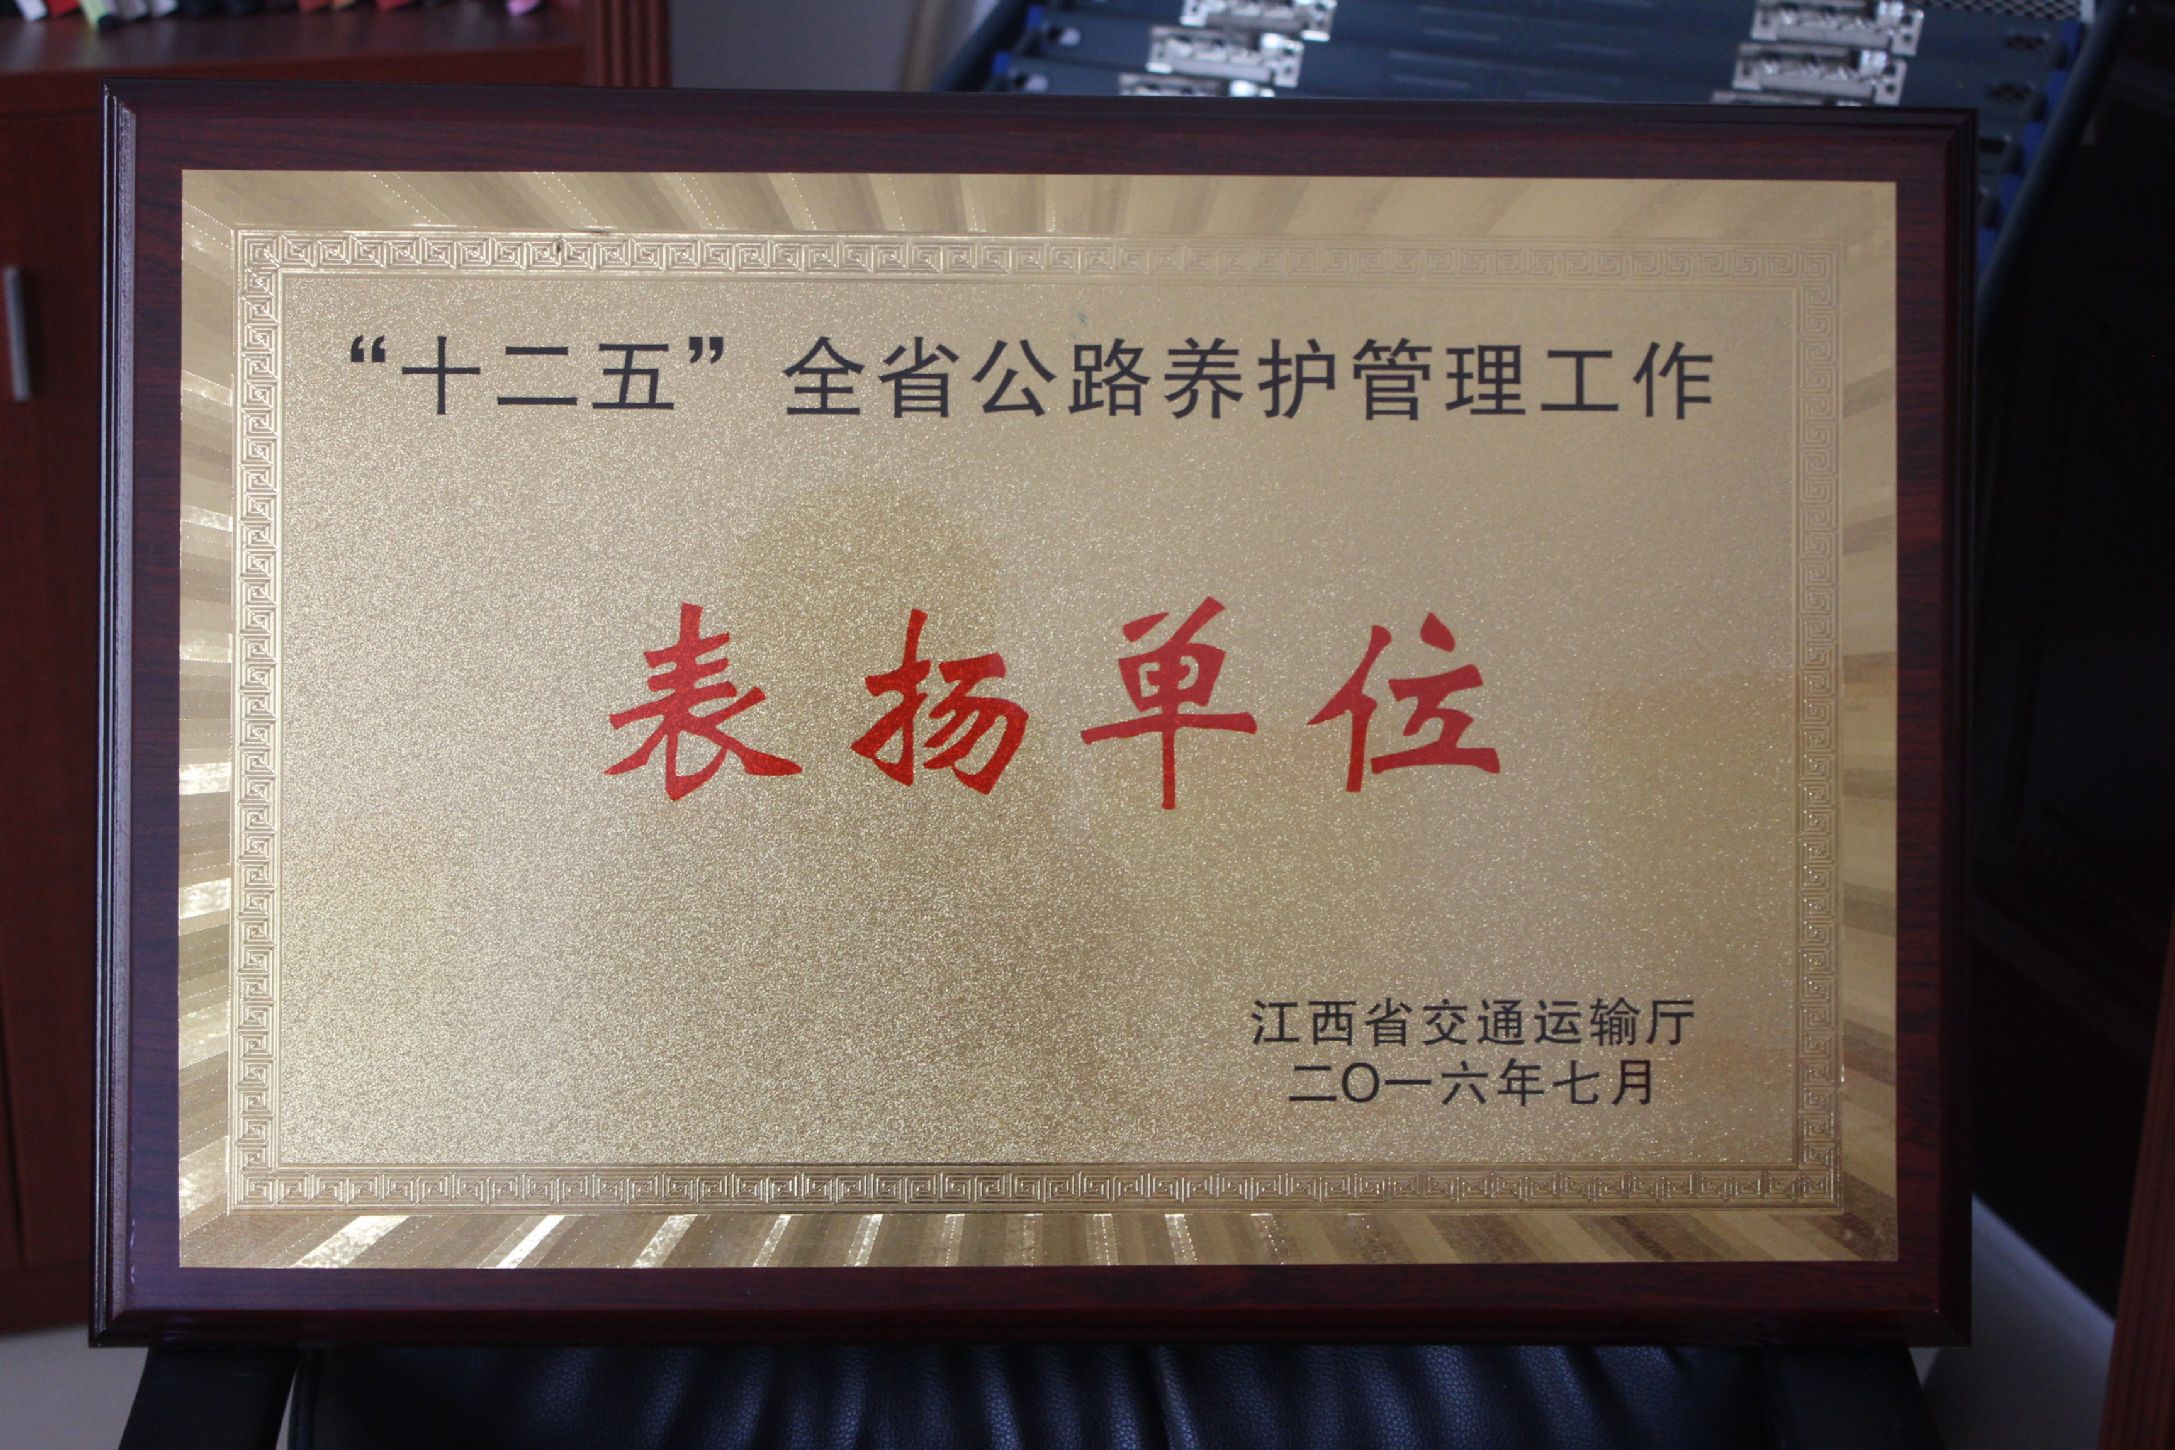 “十二五”全省公路养护管理工作
表扬单位
江西省交通运输厅
二〇一六年七月